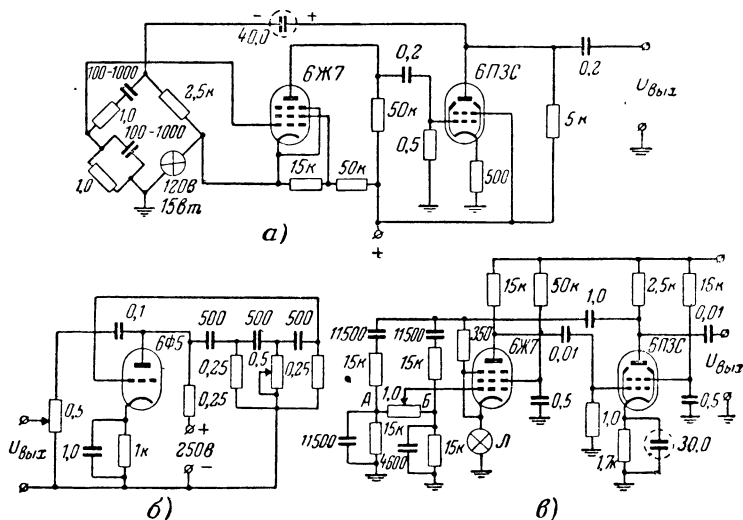 - +
40,0
6Ж7
0,2
6П3С
0,2
100-1000
2,5к
50к
Uвых
1,0
100-1000
0,5
5к
15к
50к
500
1,0
120В
15вт
+
а)
0,1
500
500
500
6Ф5
0,25
0,5
0,25
0,5
0,25
+
250В
-
Uвых
1,0
1к
б)
15к
50к
2,5к
15к
1,0
11500
11500
350
6Ж7
0,01
6П3С
0,01
15к
15к
Uвых
А
1,0
Б
0,5
0,5
15к
1,0
11500
4600
15к
Л
1,7к
30,0
в)